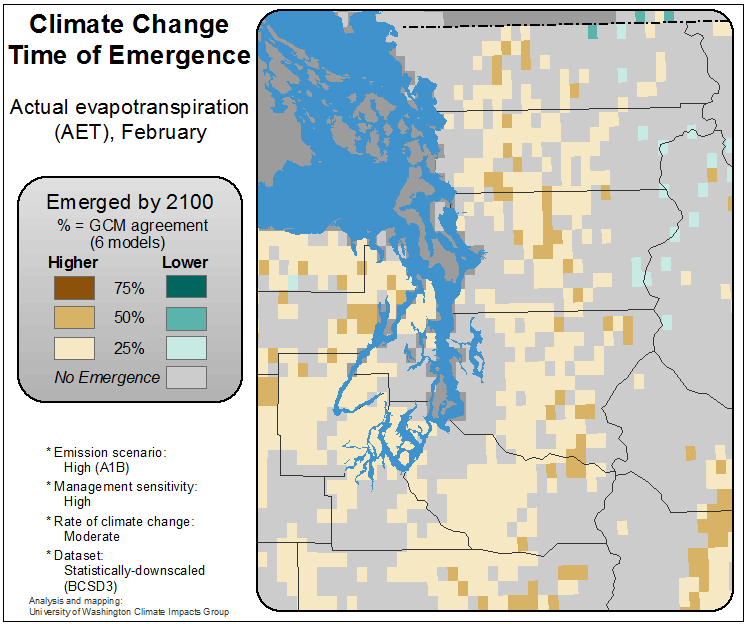 Climate Change
Time of Emergence
Actual evapotranspiration
(AET), February
Emerged by 2100
% = GCM agreement
(6 models)
Higher Lower
75%
50%
25%
No Emergence
* Emission scenario:
High (A1B)
* Management sensitivity:
High
* Rate of climate change:
Moderate
* Dataset:
Statistically-downscaled
(BCSD3)
Analysis and mapping:
University of Washington Climate Impacts Group